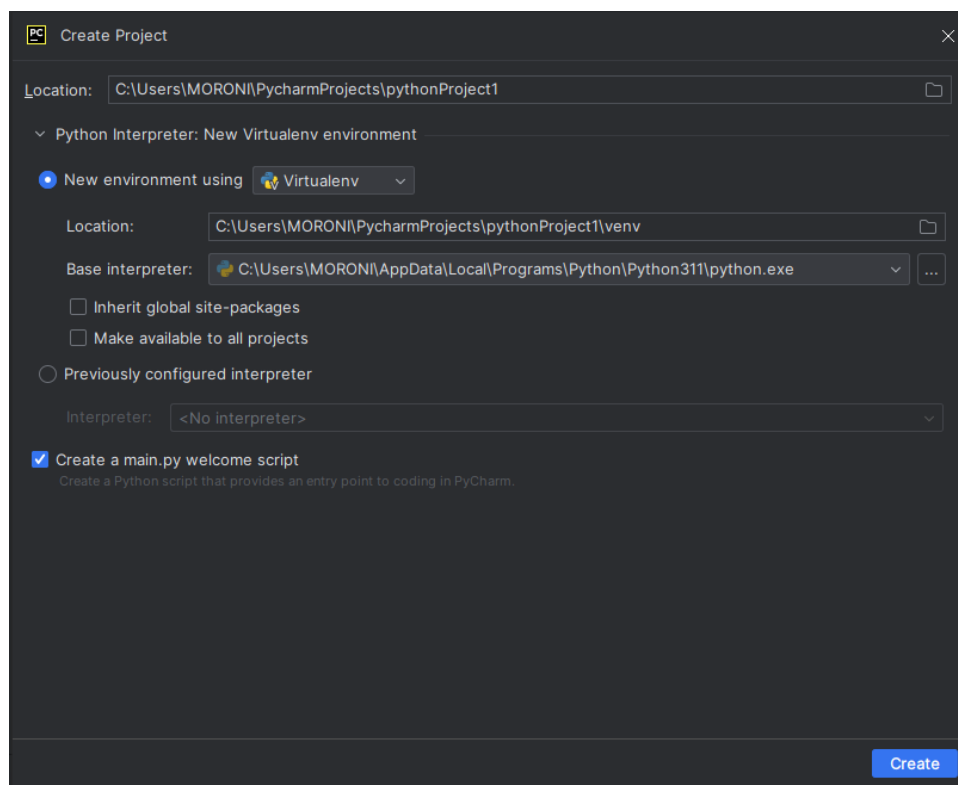 PC Create Project
Location: C:\Users\MORONI\PycharmProjects\pythonProject1
Python Interpreter: New Virtualenv environment
New environment using Virtualenv
Location: C:\Users\MORONI\PycharmProjects\pythonProject1\venv
Base interpreter: C:\Users\MORONI\AppData\Local\Programs\Python\Python311\python.exe ...
Inherit global site-packages
Make available to all projects
Previously configured interpreter
Interpreter: <No interpreter>
Create a main.py welcome script
Create a Python script that provides an entry point to coding in PyCharm.
Create